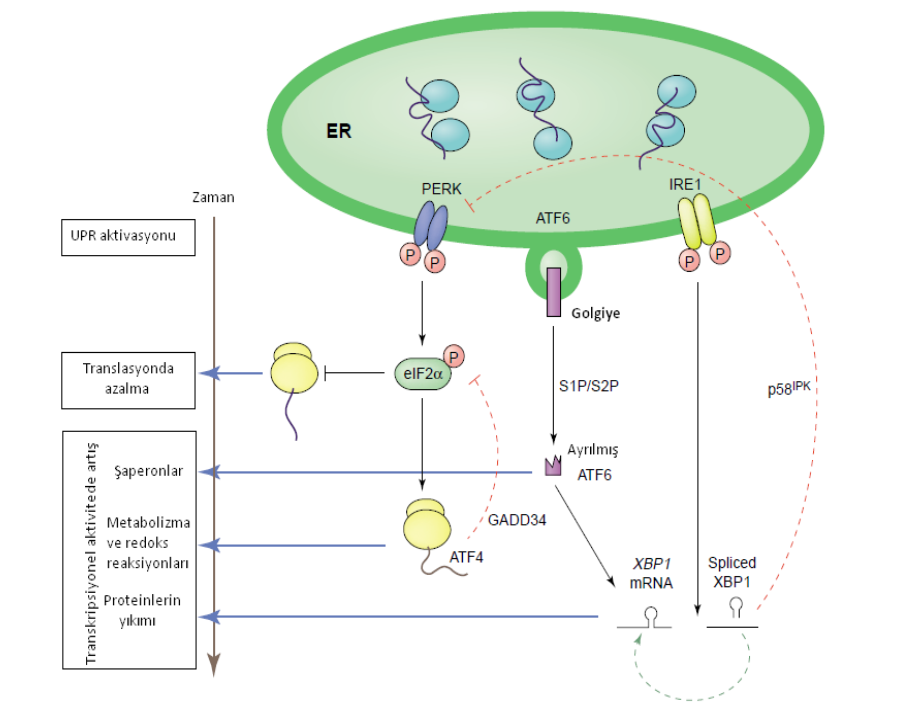 ER
PERK
IRE1
Zaman
ATF6
UPR aktivasyonu
P
P
P
P
Golgiye
Translasyonda
azalma
eIF2α
P
S1P/S2P
p58IPK
Transkripsiyonel aktivitede artış
Şaperonlar
Ayrılmış
ATF6
Metabolizma
ve redoks
reaksiyonları
GADD34
ATF4
XBP1
mRNA
Spliced
XBP1
Proteinlerin
yıkımı